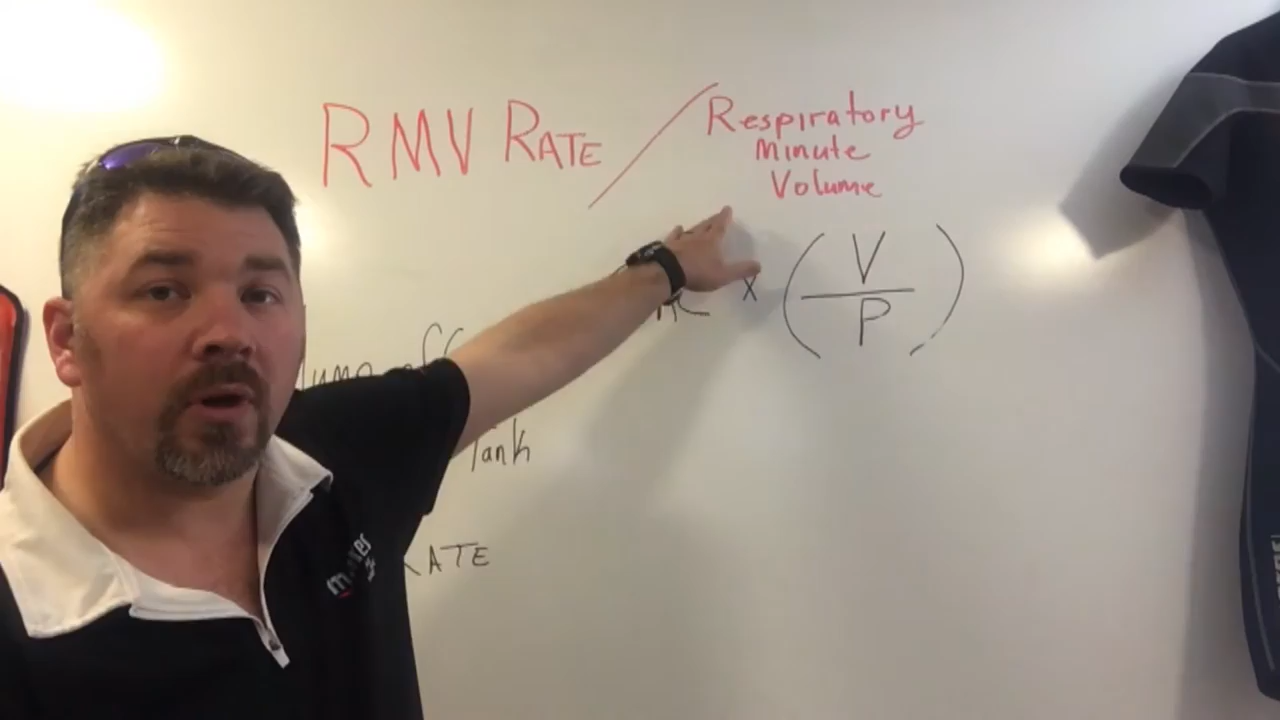 RMV RATE / Respiratory
Minute
Volume
x ( V
P )
Tank
RATE